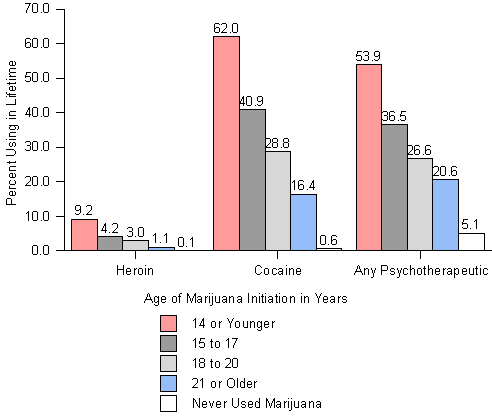 70.0
60.0
50.0
40.0
30.0
20.0
10.0
0.0
Percent Using in Lifetime
9.2
4.2
3.0
1.1
0.1
62.0
40.9
28.8
16.4
0.6
53.9
36.5
26.6
20.6
5.1
Heroin
Cocaine
Any Psychotherapeutic
Age of Marijuana Initiation in Years
14 or Younger
15 to 17
18 to 20
21 or Older
Never Used Marijuana